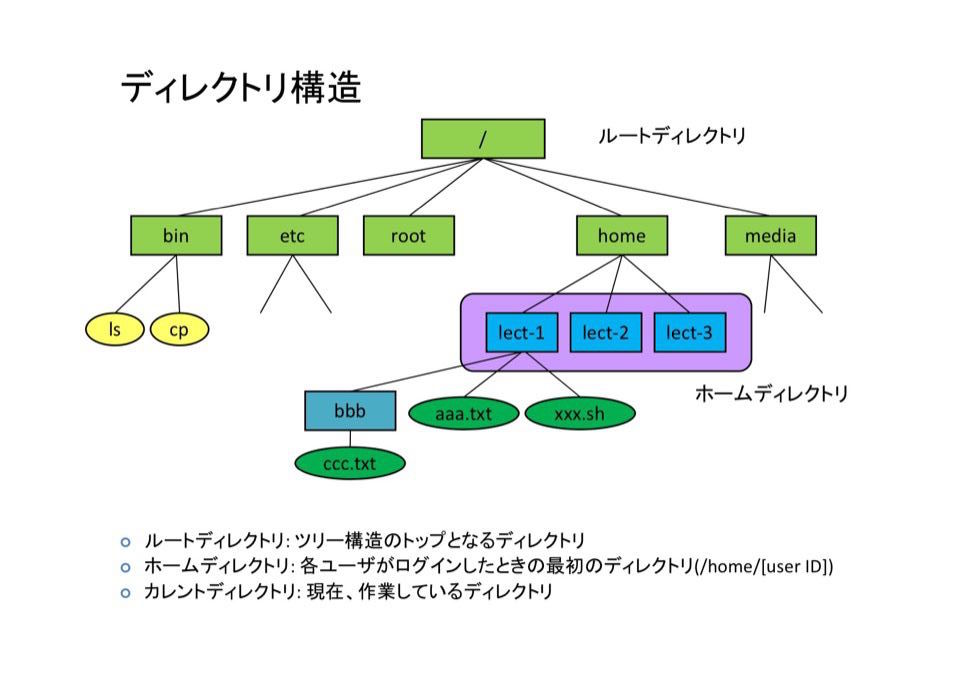 ディレクトリ構造
/
ルートディレクトリ
bin
etc
root
home
media
ls
cp
lect-1
lect-2
lect-3
ホームディレクトリ
bbb
aaa.txt
xxx.sh
ccc.txt
ルートディレクトリ: ツリー構造のトップとなるディレクトリ
ホームディレクトリ: 各ユーザがログインしたときの最初のディレクトリ(/home/[user ID])
カレントディレクトリ: 現在、作業しているディレクトリ